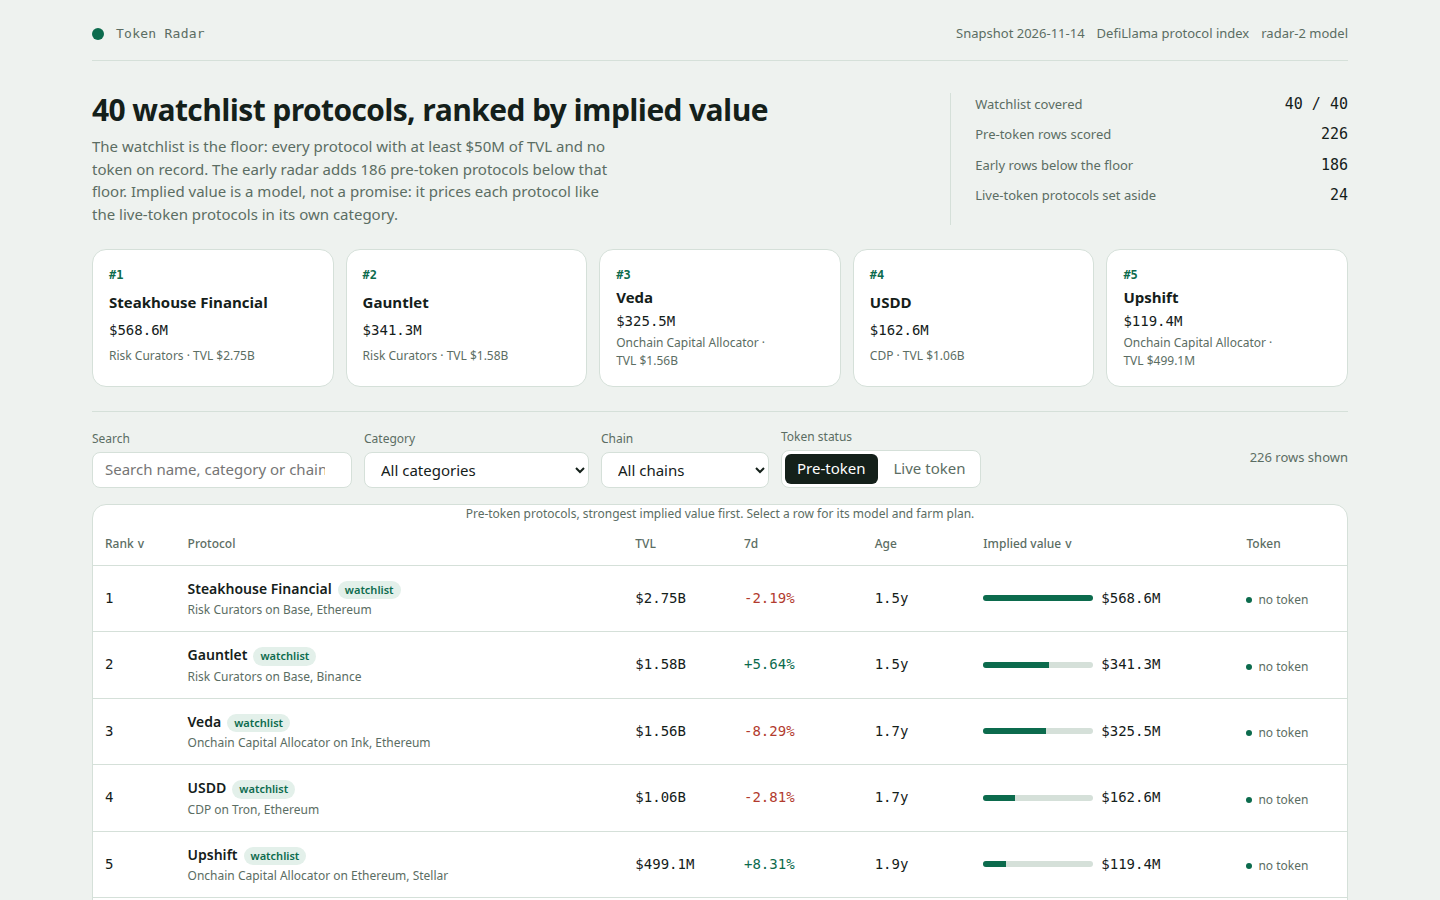 Token Radar
Snapshot 2026-11-14 DefiLlama protocol index radar-2 model
40 watchlist protocols, ranked by implied value
The watchlist is the floor: every protocol with at least $50M of TVL and no
token on record. The early radar adds 186 pre-token protocols below that
floor. Implied value is a model, not a promise: it prices each protocol like
the live-token protocols in its own category.
Watchlist covered 40 / 40
Pre-token rows scored 226
Early rows below the floor 186
Live-token protocols set aside 24
#1
Steakhouse Financial
$568.6M
Risk Curators · TVL $2.75B
#2
Gauntlet
$341.3M
Risk Curators · TVL $1.58B
#3
Veda
$325.5M
Onchain Capital Allocator ·
TVL $1.56B
#4
USDD
$162.6M
CDP · TVL $1.06B
#5
Upshift
$119.4M
Onchain Capital Allocator ·
TVL $499.1M
Search
Search name, category or chain
Category
All categories
Chain
All chains
Token status
Pre-token Live token
226 rows shown
Pre-token protocols, strongest implied value first. Select a row for its model and farm plan.
Rank v Protocol TVL 7d Age Implied value v Token
1 Steakhouse Financial watchlist $2.75B -2.19% 1.5y $568.6M no token
Risk Curators on Base, Ethereum
2 Gauntlet watchlist $1.58B +5.64% 1.5y $341.3M no token
Risk Curators on Base, Binance
3 Veda watchlist $1.56B -8.29% 1.7y $325.5M no token
Onchain Capital Allocator on Ink, Ethereum
4 USDD watchlist $1.06B -2.81% 1.7y $162.6M no token
CDP on Tron, Ethereum
5 Upshift watchlist $499.1M +8.31% 1.9y $119.4M no token
Onchain Capital Allocator on Ethereum, Stellar